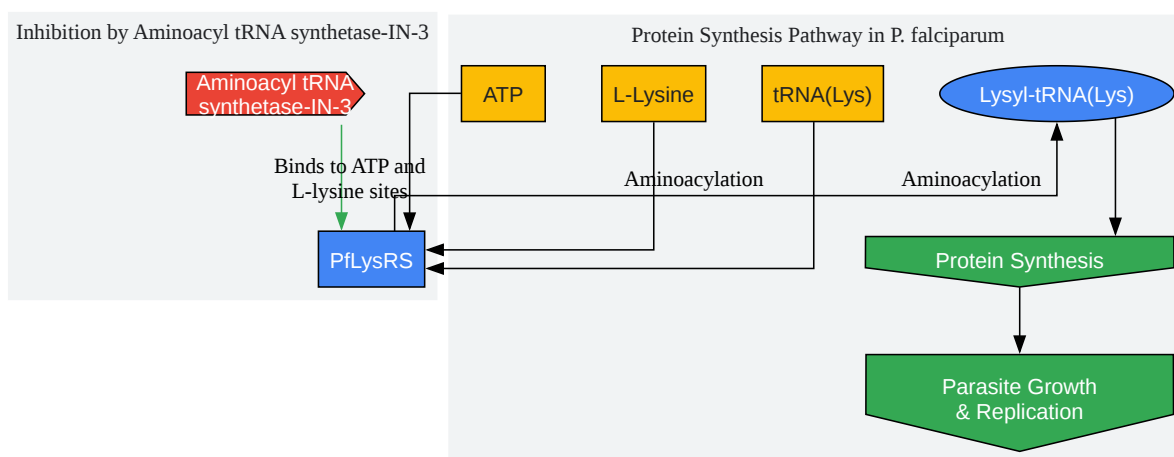 Inhibition by Aminoacyl tRNA synthetase-IN-3
Protein Synthesis Pathway in P. falciparum
Aminoacyl tRNA
synthetase-IN-3
ATP
L-Lysine
tRNA(Lys)
Lysyl-tRNA(Lys)
Binds to ATP and
L-lysine sites
Aminoacylation
Aminoacylation
PfLysRS
Protein Synthesis
Parasite Growth
& Replication